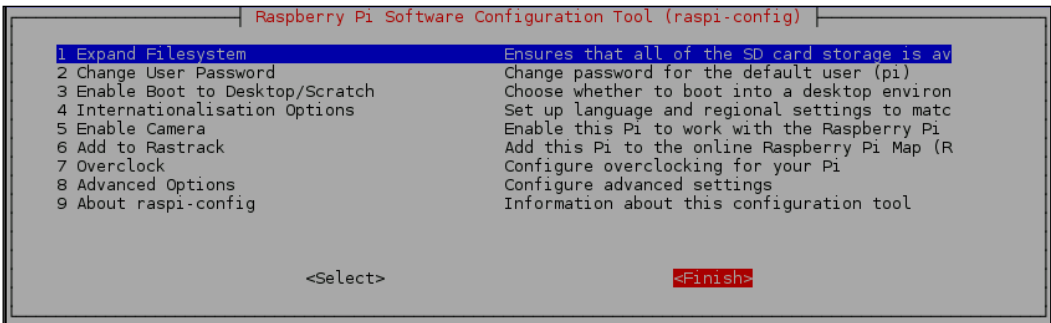 Raspberry Pi Software Configuration Tool (raspi-config)
1 Expand Filesystem Ensures that all of the SD card storage is av
2 Change User Password Change password for the default user (pi)
3 Enable Boot to Desktop/Scratch Choose whether to boot into a desktop environ
4 Internationalisation Options Set up language and regional settings to matc
5 Enable Camera Enable this Pi to work with the Raspberry Pi
6 Add to Rastrack Add this Pi to the online Raspberry Pi Map (R
7 Overclock Configure overclocking for your Pi
8 Advanced Options Configure advanced settings
9 About raspi-config Information about this configuration tool
<Select> <Finish>